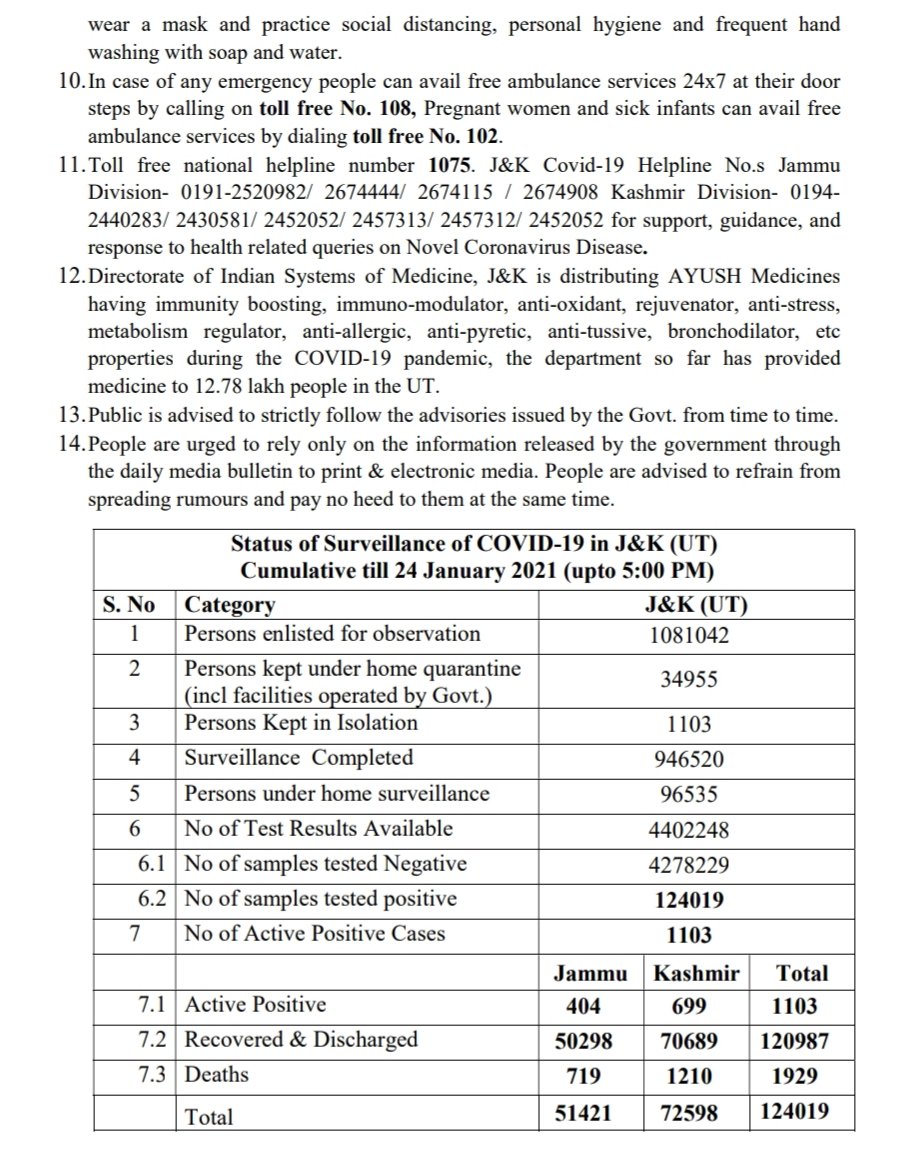 wear a mask and practice social distancing, personal hygiene and frequent hand
washing with soap and water.
10.In case of any emergency people can avail free ambulance services 24x7 at their door
steps by calling on toll free No. 108, Pregnant women and sick infants can avail free
ambulance services by dialing toll free No. 102.
11.Toll free national helpline number 1075. J&K Covid-19 Helpline No.s Jammu
Division- 0191-2520982/ 2674444/ 2674115 / 2674908 Kashmir Division- 0194-
2440283/ 2430581/ 2452052/ 2457313/ 2457312/ 2452052 for support, guidance, and
response to health related queries on Novel Coronavirus Disease.
12.Directorate of Indian Systems of Medicine, J&K is distributing AYUSH Medicines
having immunity boosting, immuno-modulator, anti-oxidant, rejuvenator, anti-stress,
metabolism regulator, anti-allergic, anti-pyretic, anti-tussive, bronchodilator, etc
properties during the COVID-19 pandemic, the department so far has provided
medicine to 12.78 lakh people in the UT.
13.Public is advised to strictly follow the advisories issued by the Govt. from time to time.
14.People are urged to rely only on the information released by the government through
the daily media bulletin to print & electronic media. People are advised to refrain from
spreading rumours and pay no heed to them at the same time.
Status of Surveillance of COVID-19 in J&K (UT)
Cumulative till 24 January 2021 (upto 5:00 PM)
S. No Category J&K (UT)
1 Persons enlisted for observation 1081042
2 Persons kept under home quarantine
(incl facilities operated by Govt.) 34955
3 Persons Kept in Isolation 1103
4 Surveillance Completed 946520
5 Persons under home surveillance 96535
6 No of Test Results Available 4402248
6.1 No of samples tested Negative 4278229
6.2 No of samples tested positive 124019
7 No of Active Positive Cases 1103
Jammu Kashmir Total
7.1 Active Positive 404 699 1103
7.2 Recovered & Discharged 50298 70689 120987
7.3 Deaths 719 1210 1929
Total 51421 72598 124019